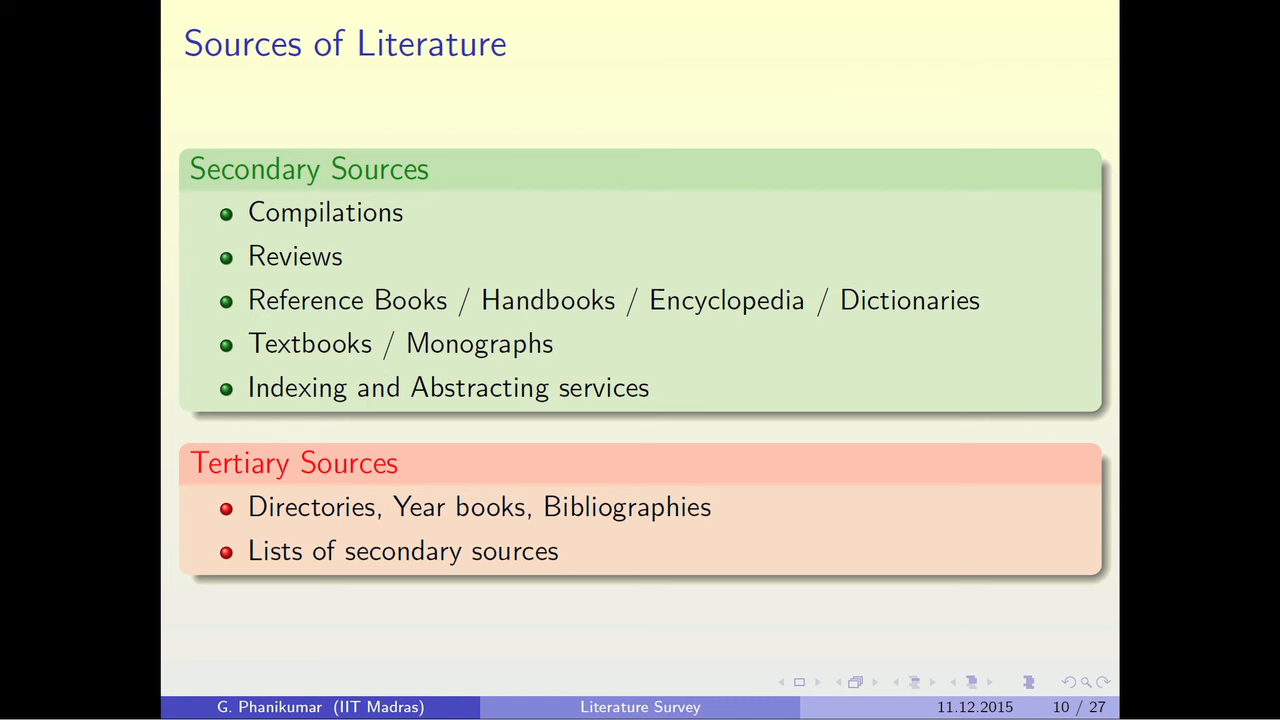 Sources of Literature
Secondary Sources
Compilations
Reviews
Reference Books / Handbooks / Encyclopedia / Dictionaries
Textbooks / Monographs
Indexing and Abstracting services
Tertiary Sources
Directories, Year books, Bibliographies
Lists of secondary sources
G. Phanikumar (IIT Madras) Literature Survey 11.12.2015 10 / 27